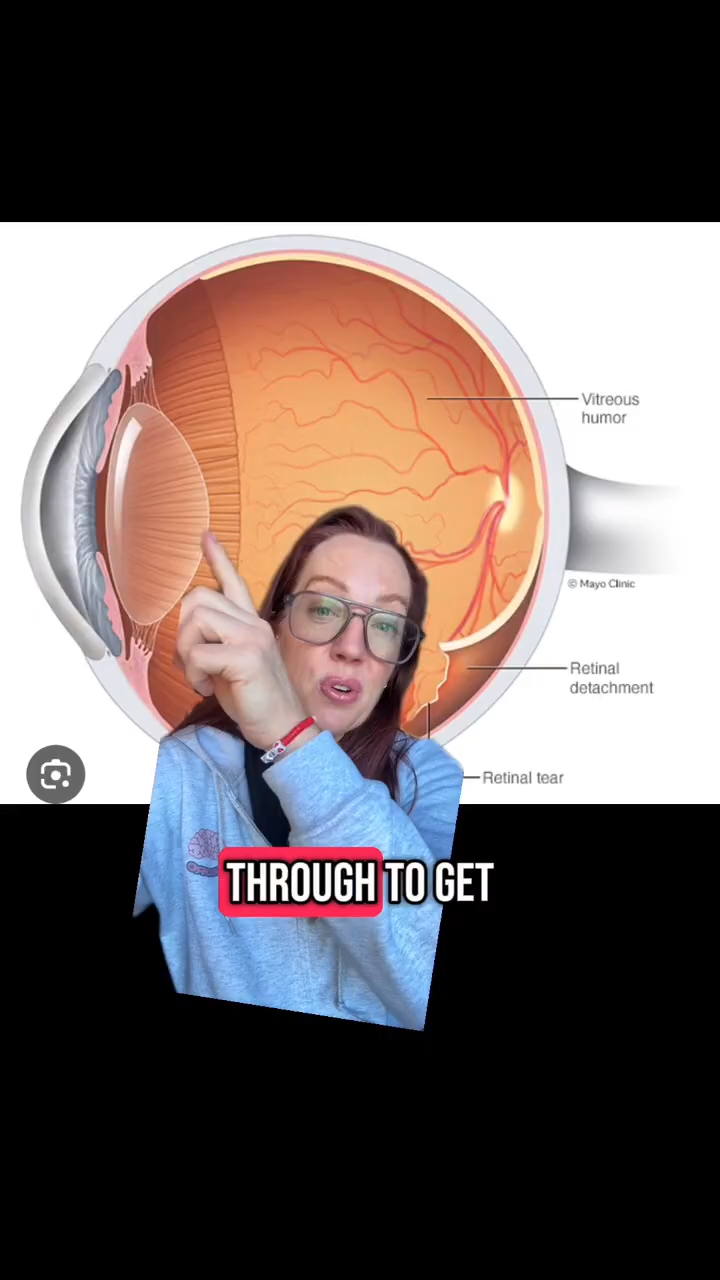 Vitreous
humor
© Mayo Clinic
Retinal
detachment
Retinal tear
THROUGH TO GET